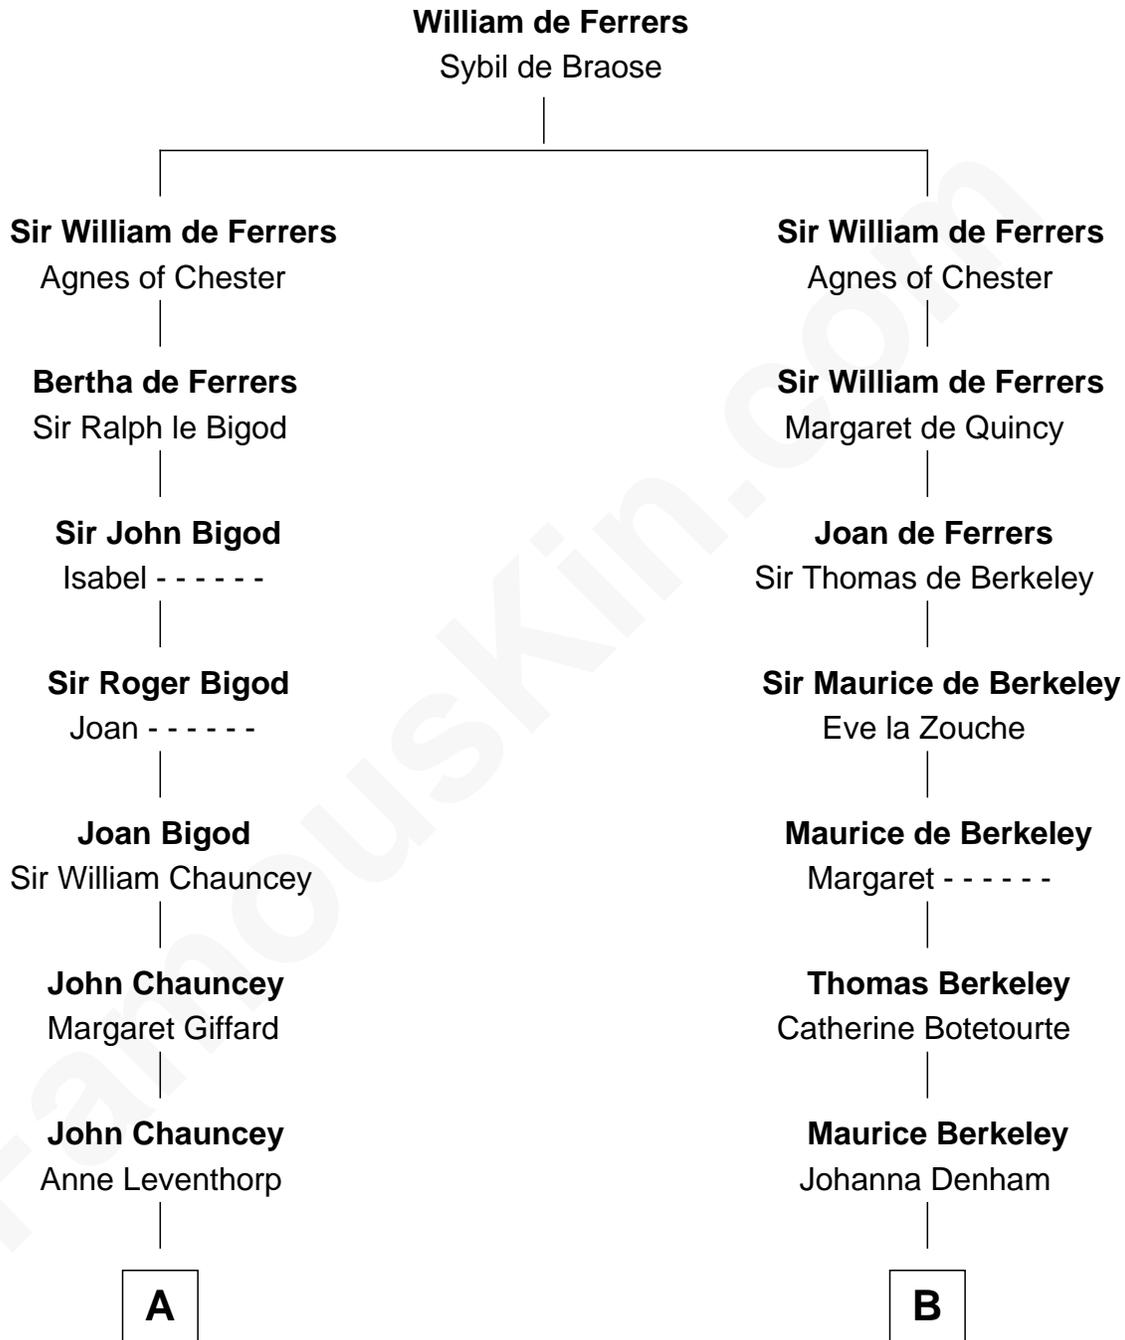 William de Ferrers
Sybil de Braose
Sir William de Ferrers
Agnes of Chester
Bertha de Ferrers
Sir Ralph le Bigod
Sir John Bigod
Isabel - - - - - -
Sir Roger Bigod
Joan - - - - - -
Joan Bigod
Sir William Chauncey
John Chauncey
Margaret Giffard
John Chauncey
Anne Leventhorp
A
Sir William de Ferrers
Agnes of Chester
Sir William de Ferrers
Margaret de Quincy
Joan de Ferrers
Sir Thomas de Berkeley
Sir Maurice de Berkeley
Eve la Zouche
Maurice de Berkeley
Margaret - - - - - -
Thomas Berkeley
Catherine Botetourte
Maurice Berkeley
Johanna Denham
B
FamousKin.com